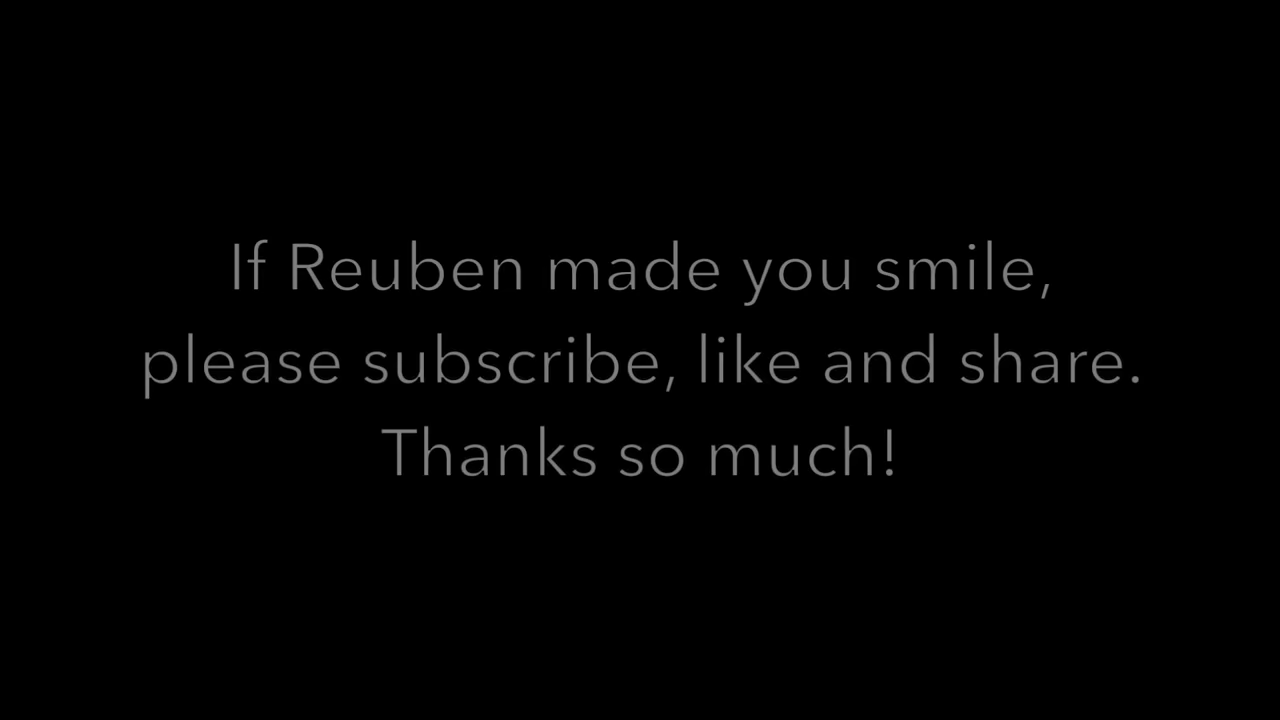 If Reuben made you smile,
please subscribe, like and share.
Thanks so much!